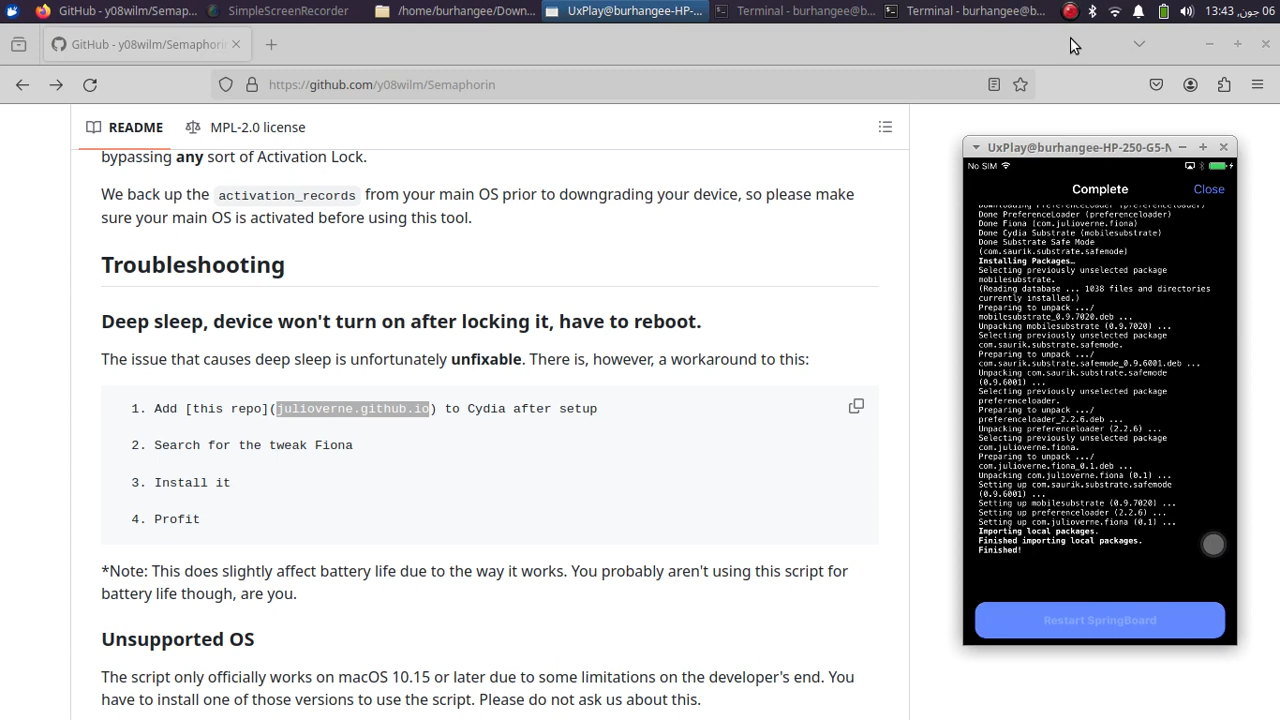 GitHub - y08wilm/Semap...
SimpleScreenRecorder
/home/burhangee/Down...
UxPlay@burhangee-HP-...
Terminal - burhangee@b...
Terminal - burhangee@b...
13:43 جون, 06
GitHub - y08wilm/Semaphorin
https://github.com/y08wilm/Semaphorin
README
MPL-2.0 license
bypassing any sort of Activation Lock.
We back up the activation_records from your main OS prior to downgrading your device, so please make
sure your main OS is activated before using this tool.
Troubleshooting
Deep sleep, device won't turn on after locking it, have to reboot.
The issue that causes deep sleep is unfortunately unfixable. There is, however, a workaround to this:
1. Add [this repo](julioverne.github.io) to Cydia after setup
2. Search for the tweak Fiona
3. Install it
4. Profit
*Note: This does slightly affect battery life due to the way it works. You probably aren't using this script for
battery life though, are you.
Unsupported OS
The script only officially works on macOS 10.15 or later due to some limitations on the developer's end. You
have to install one of those versions to use the script. Please do not ask us about this.
UxPlay@burhangee-HP-250-G5-N
No SIM
Complete
Close
Downloading PreferenceLoader (preferenceloader)
Done PreferenceLoader (preferenceloader)
Done Fiona (com.julioverne.fiona)
Done Cydia Substrate (mobilesubstrate)
Done Substrate Safe Mode
(com.saurik.substrate.safemode)
Installing Packages…
Selecting previously unselected package
mobilesubstrate.
(Reading database ... 1038 files and directories
currently installed.)
Preparing to unpack .../
mobilesubstrate_0.9.7020.deb ...
Unpacking mobilesubstrate (0.9.7020) ...
Selecting previously unselected package
com.saurik.substrate.safemode.
Preparing to unpack .../
com.saurik.substrate.safemode_0.9.6001.deb ...
Unpacking com.saurik.substrate.safemode
(0.9.6001) ...
Selecting previously unselected package
preferenceloader.
Preparing to unpack .../
preferenceloader_2.2.6.deb ...
Unpacking preferenceloader (2.2.6) ...
Selecting previously unselected package
com.julioverne.fiona.
Preparing to unpack .../
com.julioverne.fiona_0.1.deb ...
Unpacking com.julioverne.fiona (0.1) ...
Setting up com.saurik.substrate.safemode
(0.9.6001) ...
Setting up mobilesubstrate (0.9.7020) ...
Setting up preferenceloader (2.2.6) ...
Setting up com.julioverne.fiona (0.1) ...
Importing local packages.
Finished importing local packages.
Finished!
Restart SpringBoard